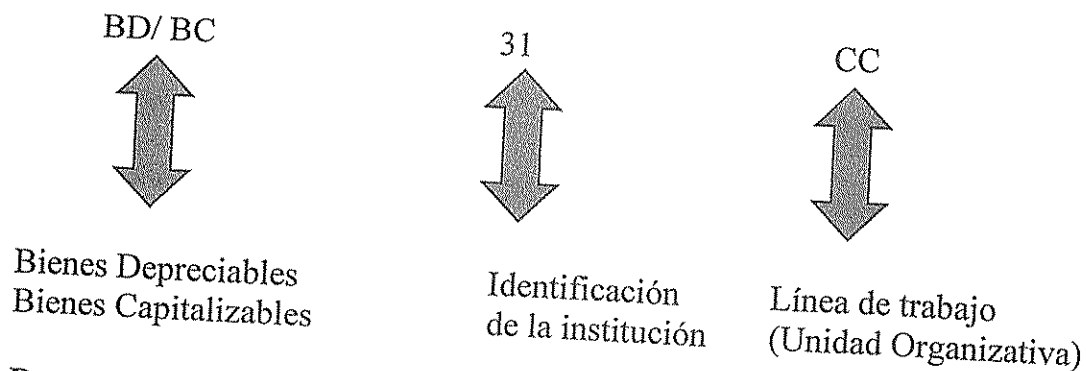 BD/ BC
31
CC
Bienes Depreciables
Bienes Capitalizables
Identificación
de la institución
Línea de trabajo
(Unidad Organizativa)